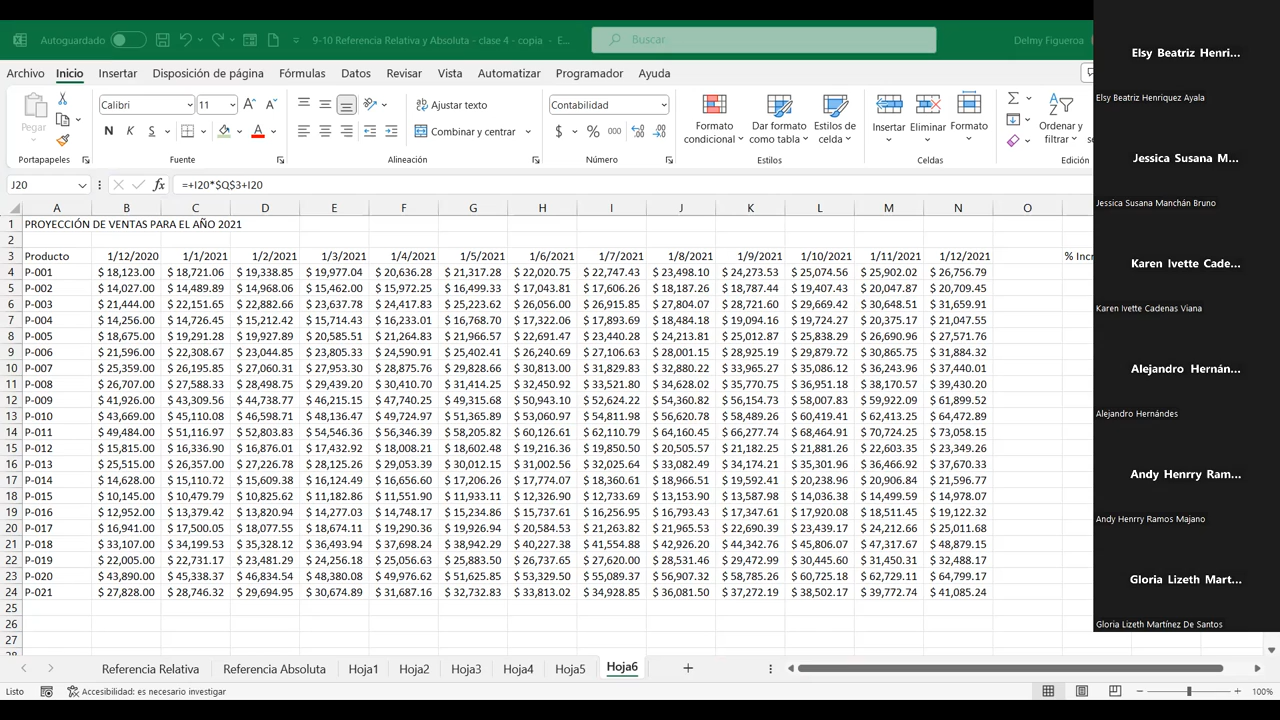 Autoguardado
9-10 Referencia Relativa y Absoluta - clase 4 - copia - E...
Buscar
Delmy Figueroa
Archivo Inicio Insertar Disposición de página Fórmulas Datos Revisar Vista Automatizar Programador Ayuda
Pegar
Calibri 11
N K S
Ajustar texto
Combinar y centrar
Contabilidad
$ % 000
Formato condicional
Dar formato como tabla
Estilos de celda
Insertar Eliminar Formato
Ordenar y filtrar
Portapapeles Fuente Alineación Número Estilos Celdas Edición
J20 fx =+I20*$Q$3+I20
A B C D E F G H I J K L M N O
1 PROYECCIÓN DE VENTAS PARA EL AÑO 2021
2
3 Producto 1/12/2020 1/1/2021 1/2/2021 1/3/2021 1/4/2021 1/5/2021 1/6/2021 1/7/2021 1/8/2021 1/9/2021 1/10/2021 1/11/2021 1/12/2021 % Incr
4 P-001 $ 18,123.00 $ 18,721.06 $ 19,338.85 $ 19,977.04 $ 20,636.28 $ 21,317.28 $ 22,020.75 $ 22,747.43 $ 23,498.10 $ 24,273.53 $ 25,074.56 $ 25,902.02 $ 26,756.79
5 P-002 $ 14,027.00 $ 14,489.89 $ 14,968.06 $ 15,462.00 $ 15,972.25 $ 16,499.33 $ 17,043.81 $ 17,606.26 $ 18,187.26 $ 18,787.44 $ 19,407.43 $ 20,047.87 $ 20,709.45
6 P-003 $ 21,444.00 $ 22,151.65 $ 22,882.66 $ 23,637.78 $ 24,417.83 $ 25,223.62 $ 26,056.00 $ 26,915.85 $ 27,804.07 $ 28,721.60 $ 29,669.42 $ 30,648.51 $ 31,659.91
7 P-004 $ 14,256.00 $ 14,726.45 $ 15,212.42 $ 15,714.43 $ 16,233.01 $ 16,768.70 $ 17,322.06 $ 17,893.69 $ 18,484.18 $ 19,094.16 $ 19,724.27 $ 20,375.17 $ 21,047.55
8 P-005 $ 18,675.00 $ 19,291.28 $ 19,927.89 $ 20,585.51 $ 21,264.83 $ 21,966.57 $ 22,691.47 $ 23,440.28 $ 24,213.81 $ 25,012.87 $ 25,838.29 $ 26,690.96 $ 27,571.76
9 P-006 $ 21,596.00 $ 22,308.67 $ 23,044.85 $ 23,805.33 $ 24,590.91 $ 25,402.41 $ 26,240.69 $ 27,106.63 $ 28,001.15 $ 28,925.19 $ 29,879.72 $ 30,865.75 $ 31,884.32
10 P-007 $ 25,359.00 $ 26,195.85 $ 27,060.31 $ 27,953.30 $ 28,875.76 $ 29,828.66 $ 30,813.00 $ 31,829.83 $ 32,880.22 $ 33,965.27 $ 35,086.12 $ 36,243.96 $ 37,440.01
11 P-008 $ 26,707.00 $ 27,588.33 $ 28,498.75 $ 29,439.20 $ 30,410.70 $ 31,414.25 $ 32,450.92 $ 33,521.80 $ 34,628.02 $ 35,770.75 $ 36,951.18 $ 38,170.57 $ 39,430.20
12 P-009 $ 41,926.00 $ 43,309.56 $ 44,738.77 $ 46,215.15 $ 47,740.25 $ 49,315.68 $ 50,943.10 $ 52,624.22 $ 54,360.82 $ 56,154.73 $ 58,007.83 $ 59,922.09 $ 61,899.52
13 P-010 $ 43,669.00 $ 45,110.08 $ 46,598.71 $ 48,136.47 $ 49,724.97 $ 51,365.89 $ 53,060.97 $ 54,811.98 $ 56,620.78 $ 58,489.26 $ 60,419.41 $ 62,413.25 $ 64,472.89
14 P-011 $ 49,484.00 $ 51,116.97 $ 52,803.83 $ 54,546.36 $ 56,346.39 $ 58,205.82 $ 60,126.61 $ 62,110.79 $ 64,160.45 $ 66,277.74 $ 68,464.91 $ 70,724.25 $ 73,058.15
15 P-012 $ 15,815.00 $ 16,336.90 $ 16,876.01 $ 17,432.92 $ 18,008.21 $ 18,602.48 $ 19,216.36 $ 19,850.50 $ 20,505.57 $ 21,182.25 $ 21,881.26 $ 22,603.35 $ 23,349.26
16 P-013 $ 25,515.00 $ 26,357.00 $ 27,226.78 $ 28,125.26 $ 29,053.39 $ 30,012.15 $ 31,002.56 $ 32,025.64 $ 33,082.49 $ 34,174.21 $ 35,301.96 $ 36,466.92 $ 37,670.33
17 P-014 $ 14,628.00 $ 15,110.72 $ 15,609.38 $ 16,124.49 $ 16,656.60 $ 17,206.26 $ 17,774.07 $ 18,360.61 $ 18,966.51 $ 19,592.41 $ 20,238.96 $ 20,906.84 $ 21,596.77
18 P-015 $ 10,145.00 $ 10,479.79 $ 10,825.62 $ 11,182.86 $ 11,551.90 $ 11,933.11 $ 12,326.90 $ 12,733.69 $ 13,153.90 $ 13,587.98 $ 14,036.38 $ 14,499.59 $ 14,978.07
19 P-016 $ 12,952.00 $ 13,379.42 $ 13,820.94 $ 14,277.03 $ 14,748.17 $ 15,234.86 $ 15,737.61 $ 16,256.95 $ 16,793.43 $ 17,347.61 $ 17,920.08 $ 18,511.45 $ 19,122.32
20 P-017 $ 16,941.00 $ 17,500.05 $ 18,077.55 $ 18,674.11 $ 19,290.36 $ 19,926.94 $ 20,584.53 $ 21,263.82 $ 21,965.53 $ 22,690.39 $ 23,439.17 $ 24,212.66 $ 25,011.68
21 P-018 $ 33,107.00 $ 34,199.53 $ 35,328.12 $ 36,493.94 $ 37,698.24 $ 38,942.29 $ 40,227.38 $ 41,554.88 $ 42,926.20 $ 44,342.76 $ 45,806.07 $ 47,317.67 $ 48,879.15
22 P-019 $ 22,005.00 $ 22,731.17 $ 23,481.29 $ 24,256.18 $ 25,056.63 $ 25,883.50 $ 26,737.65 $ 27,620.00 $ 28,531.46 $ 29,472.99 $ 30,445.60 $ 31,450.31 $ 32,488.17
23 P-020 $ 43,890.00 $ 45,338.37 $ 46,834.54 $ 48,380.08 $ 49,976.62 $ 51,625.85 $ 53,329.50 $ 55,089.37 $ 56,907.32 $ 58,785.26 $ 60,725.18 $ 62,729.11 $ 64,799.17
24 P-021 $ 27,828.00 $ 28,746.32 $ 29,694.95 $ 30,674.89 $ 31,687.16 $ 32,732.83 $ 33,813.02 $ 34,928.85 $ 36,081.50 $ 37,272.19 $ 38,502.17 $ 39,772.74 $ 41,085.24
25
26
27
28
Referencia Relativa Referencia Absoluta Hoja1 Hoja2 Hoja3 Hoja4 Hoja5 Hoja6
Listo Accesibilidad: es necesario investigar 100%
Elsy Beatriz Henri...
Elsy Beatriz Henríquez Ayala
Jessica Susana M...
Jessica Susana Manchán Bruno
Karen Ivette Cade...
Karen Ivette Cadenas Viana
Alejandro Hernán...
Alejandro Hernándes
Andy Henrry Ram...
Andy Henrry Ramos Majano
Gloria Lizeth Mart...
Gloria Lizeth Martínez De Santos